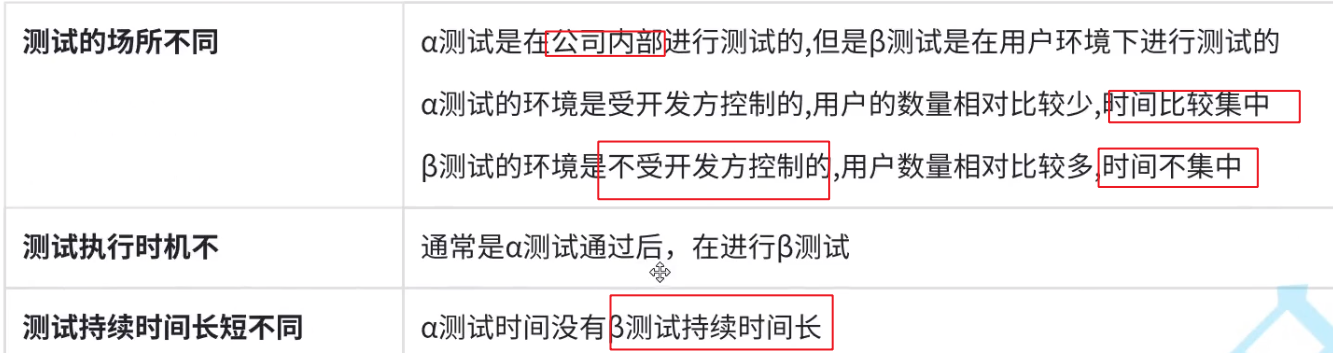 测试的场所不同
α测试是在公司内部进行测试的,但是β测试是在用户环境下进行测试的
α测试的环境是受开发方控制的,用户的数量相对比较少,时间比较集中
β测试的环境是不受开发方控制的,用户数量相对比较多,时间不集中
测试执行时机不
通常是α测试通过后，在进行β测试
测试持续时间长短不同
α测试时间没有β测试持续时间长